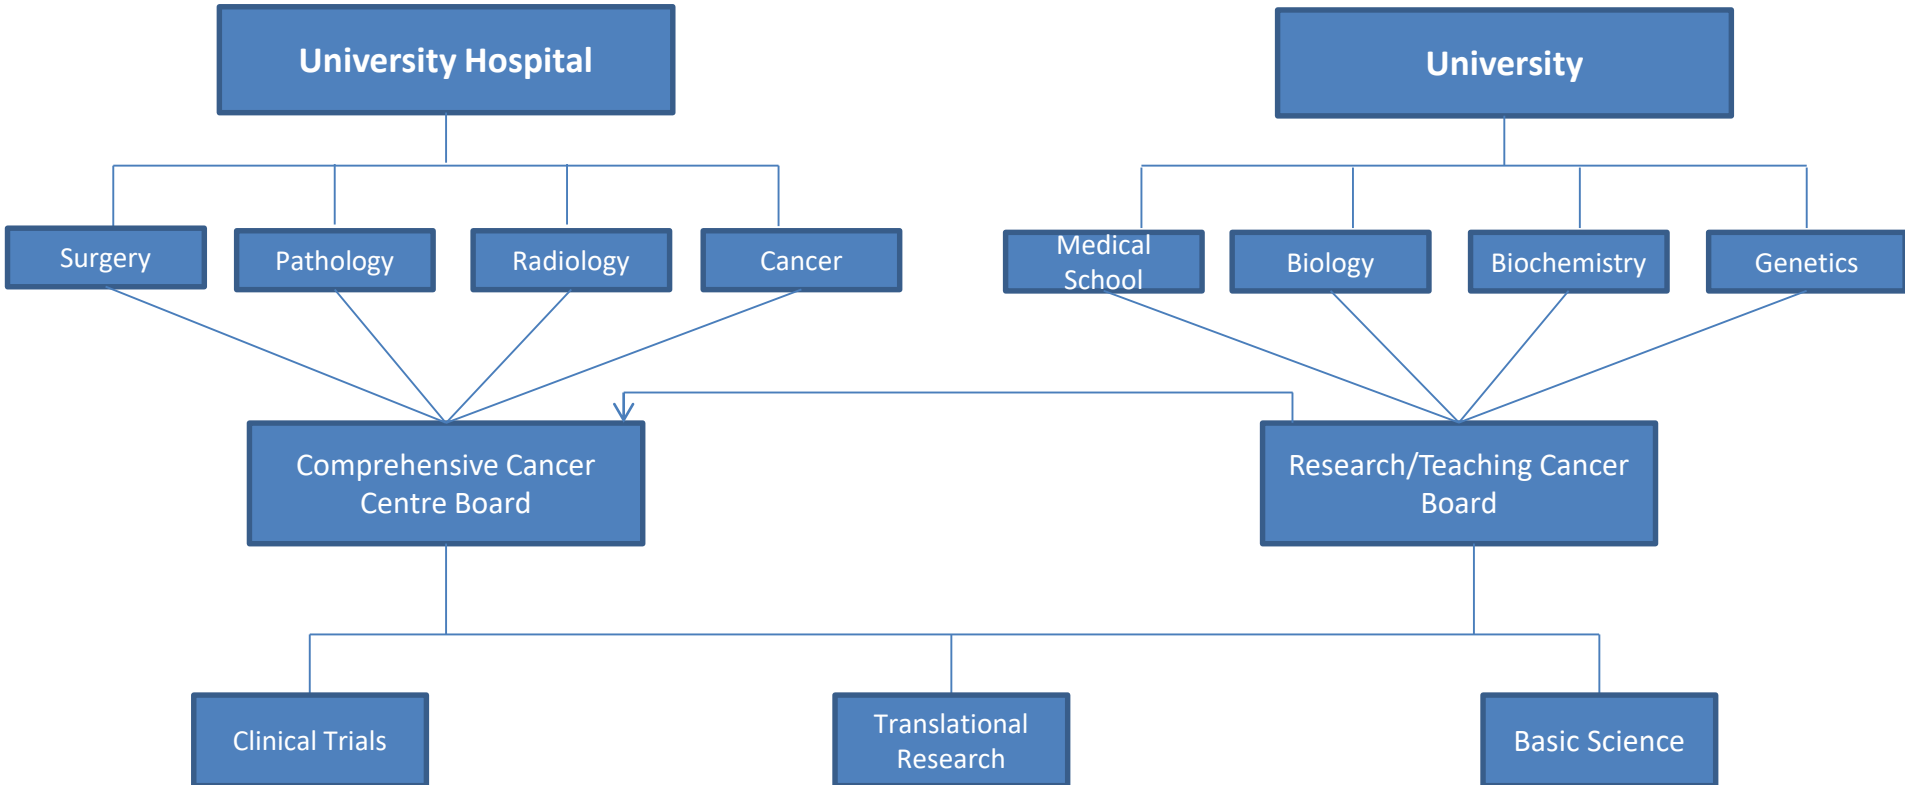 University Hospital
University
Surgery
Pathology
Radiology
Cancer
Medical
School
Biology
Biochemistry
Genetics
Comprehensive Cancer
Centre Board
Research/Teaching Cancer
Board
Clinical Trials
Translational
Research
Basic Science